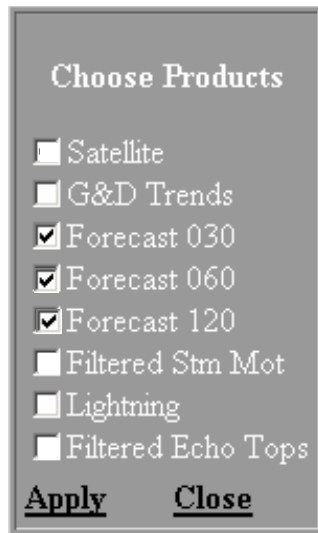 Choose Products
Satellite
G&D Trends
Forecast 030
Forecast 060
Forecast 120
Filtered Stm Mot
Lightning
Filtered Echo Tops
Apply Close